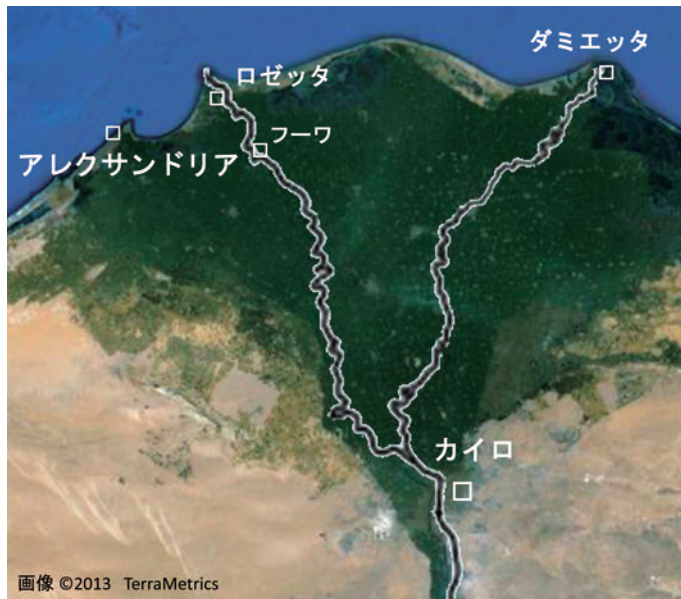 ダミエッタ
ロゼッタ
フーワ
アレクサンドリア
カイロ
画像 ©2013 TerraMetrics